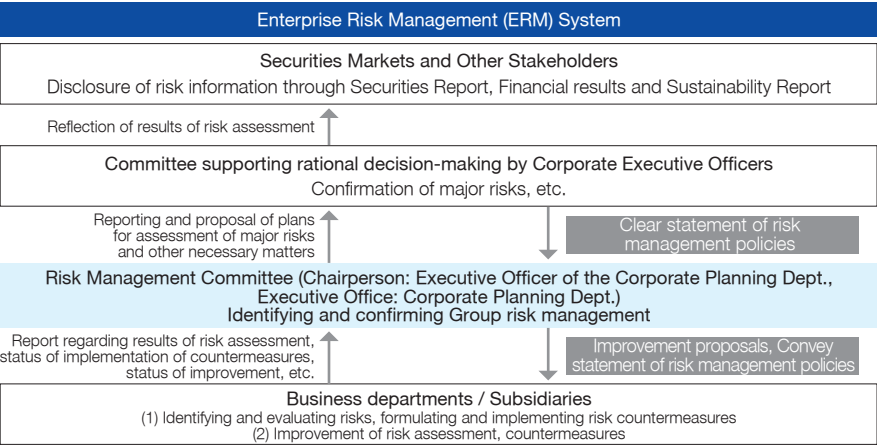 Enterprise Risk Management (ERM) System
Securities Markets and Other Stakeholders
Disclosure of risk information through Securities Report, Financial results and Sustainability Report
Reflection of results of risk assessment
Committee supporting rational decision-making by Corporate Executive Officers
Confirmation of major risks, etc.
Reporting and proposal of plans
for assessment of major risks
and other necessary matters
Clear statement of risk
management policies
Risk Management Committee (Chairperson: Executive Officer of the Corporate Planning Dept.,
Executive Office: Corporate Planning Dept.)
Identifying and confirming Group risk management
Report regarding results of risk assessment,
status of implementation of countermeasures,
status of improvement, etc.
Improvement proposals, Convey
statement of risk management policies
Business departments / Subsidiaries
(1) Identifying and evaluating risks, formulating and implementing risk countermeasures
(2) Improvement of risk assessment, countermeasures